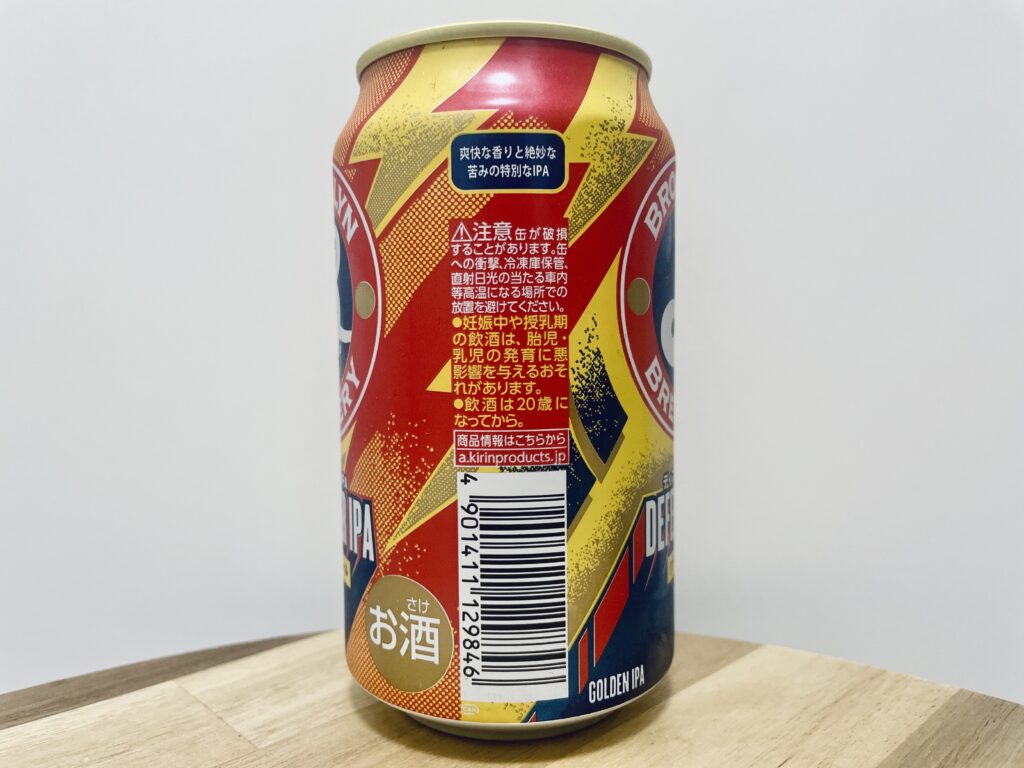 爽快な香りと絶妙な
苦みの特別なIPA
⚠注意 缶が破損
することがあります。缶
への衝撃、冷凍庫保管、
直射日光の当たる車内
等高温になる場所での
放置を避けてください。
●妊娠中や授乳期
の飲酒は、胎児・
乳児の発育に悪
影響を与えるおそ
れがあります。
●飲酒は20歳に
なってから。
商品情報はこちらから
a.kirinproducts.jp
4 901411 129846
さけ
お酒
GOLDEN IPA
LYN
ERY
IPA
BRO
BRE
DEFE